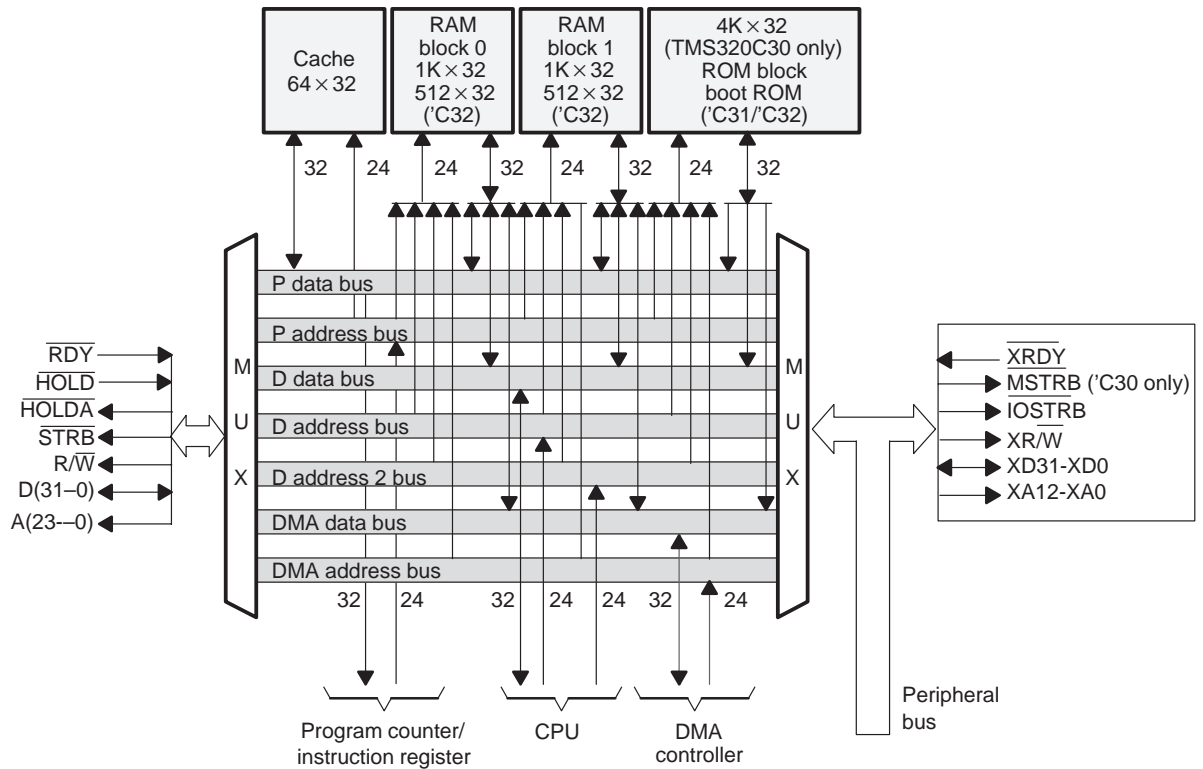 Cache
64 × 32
RAM
block 0
1K × 32
512 × 32
('C32)
RAM
block 1
1K × 32
512 × 32
('C32)
4K × 32
(TMS320C30 only)
ROM block
boot ROM
('C31/'C32)
32
24
24
32
24
32
24
32
P data bus
P address bus
D data bus
D address bus
D address 2 bus
DMA data bus
DMA address bus
M
U
X
M
U
X
RDY
HOLD
HOLDA
STRB
R/W
D(31–0)
A(23-–0)
XRDY
MSTRB ('C30 only)
IOSTRB
XR/W
XD31-XD0
XA12-XA0
32
24
32
24
24
32
24
Program counter/
instruction register
CPU
DMA
controller
Peripheral
bus